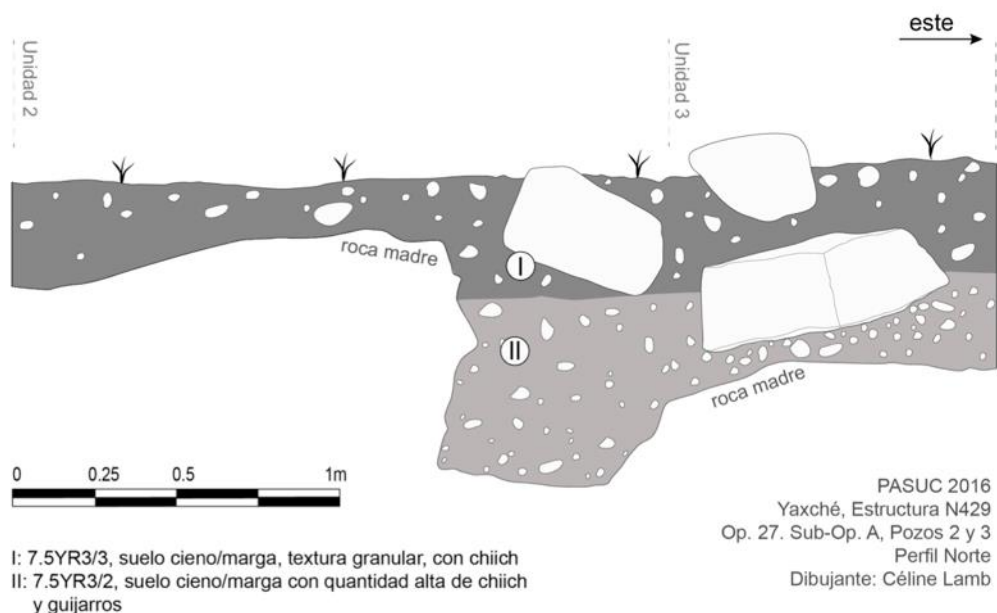 este
Unidad 2
Unidad 3
roca madre
I
II
roca madre
0 0.25 0.5 1m
I: 7.5YR3/3, suelo cieno/marga, textura granular, con chiich
II: 7.5YR3/2, suelo cieno/marga con quantidad alta de chiich
y guijarros
PASUC 2016
Yaxché, Estructura N429
Op. 27. Sub-Op. A, Pozos 2 y 3
Perfil Norte
Dibujante: Céline Lamb